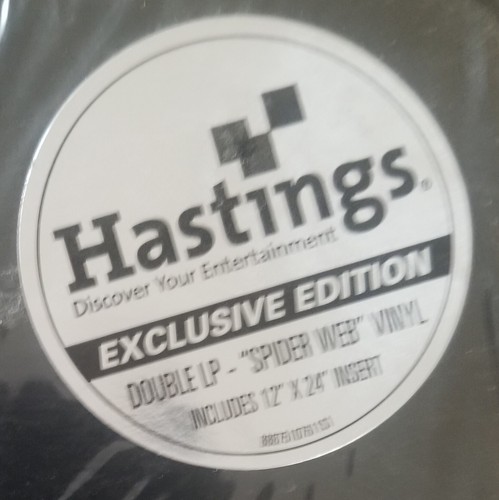 Hastings®
Discover Your Entertainment
EXCLUSIVE EDITION
DOUBLE LP - "SPIDER WEB" VINYL
INCLUDES 12" X 24" INSERT